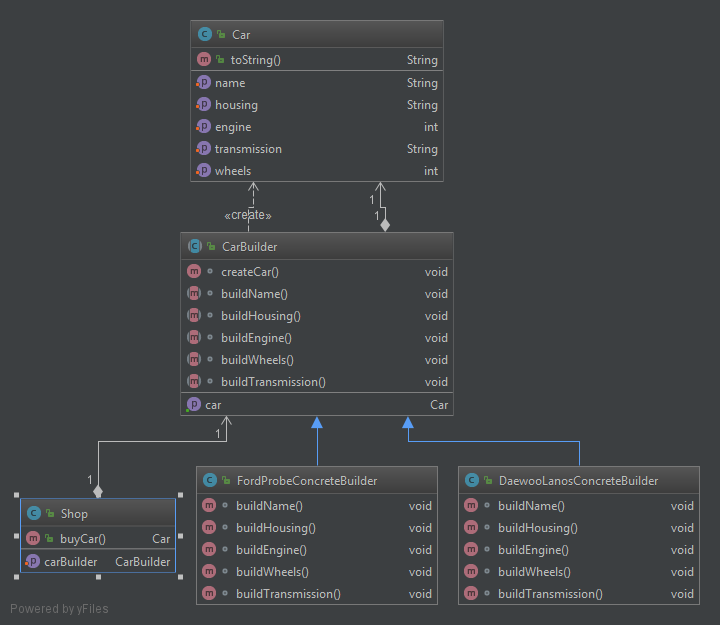 Car
toString() String
name String
housing String
engine int
transmission String
wheels int
1
«create»
1
CarBuilder
createCar() void
buildName() void
buildHousing() void
buildEngine() void
buildWheels() void
buildTransmission() void
car Car
1
1
Shop
buyCar() Car
carBuilder CarBuilder
FordProbeConcreteBuilder
buildName() void
buildHousing() void
buildEngine() void
buildWheels() void
buildTransmission() void
DaewooLanosConcreteBuilder
buildName() void
buildHousing() void
buildEngine() void
buildWheels() void
buildTransmission() void
Powered by yFiles